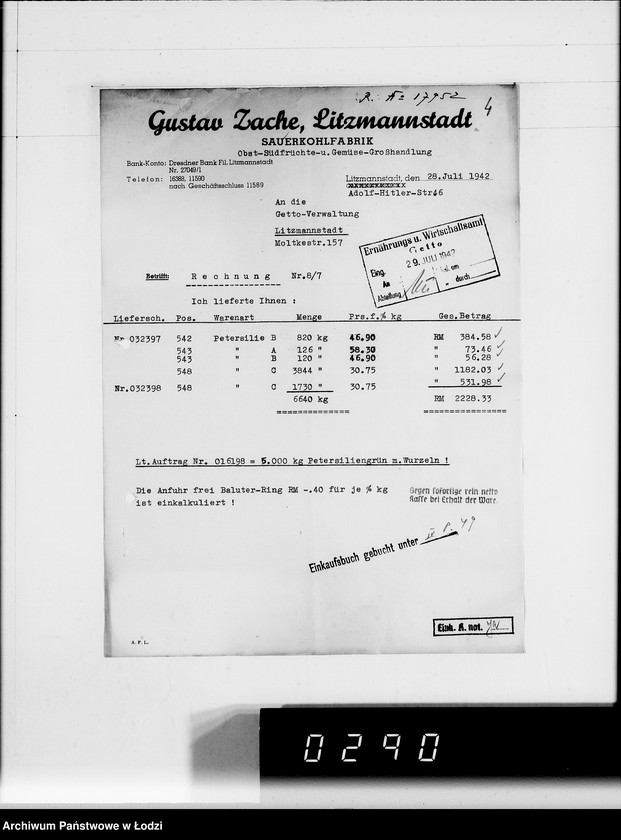 R. No 17952
4
Gustav Zache, Litzmannstadt
SAUERKOHLFABRIK
Obst-Südfrüchte-u. Gemüse-Großhandlung
Bank-Konto: Dresdner Bank Fil. Litzmannstadt
Nr. 27049/1
Telefon: 16388, 11590
nach Geschäftsschluss 11589
Litzmannstadt, den 28.Juli 1942
Adolf-Hitler-Str46
An die
Getto-Verwaltung
Litzmannstadt
Moltkestr.157
Ernährungs u. Wirtschaftsamt
Getto
Eing. 29. JULI 1942
An
Abteilung
durch
Betrifft: Rechnung Nr.8/7
Ich lieferte Ihnen :
Liefersch. Pos. Warenart Menge Prs.f.% kg Ges.Betrag
Nr 032397 542 Petersilie B 820 kg 46.90 RM 384.58
543 " A 126 " 58.30 " 73.46
543 " B 120 " 46.90 " 56.28
548 " C 3844 " 30.75 " 1182.03
Nr.032398 548 " C 1730 " 30.75 " 531.98
6640 kg RM 2228.33
Lt.Auftrag Nr. 016198 = 5.000 kg Petersiliengrün m.Wurzeln !
Die Anfuhr frei Baluter-Ring RM -.40 für je % kg
ist einkalkuliert !
Gegen sofortige rein netto
Kasse bei Erhalt der Ware.
Einkaufsbuch gebucht unter
Eink. A. not.
A. P. L.
0290
Archiwum Państwowe w Łodzi